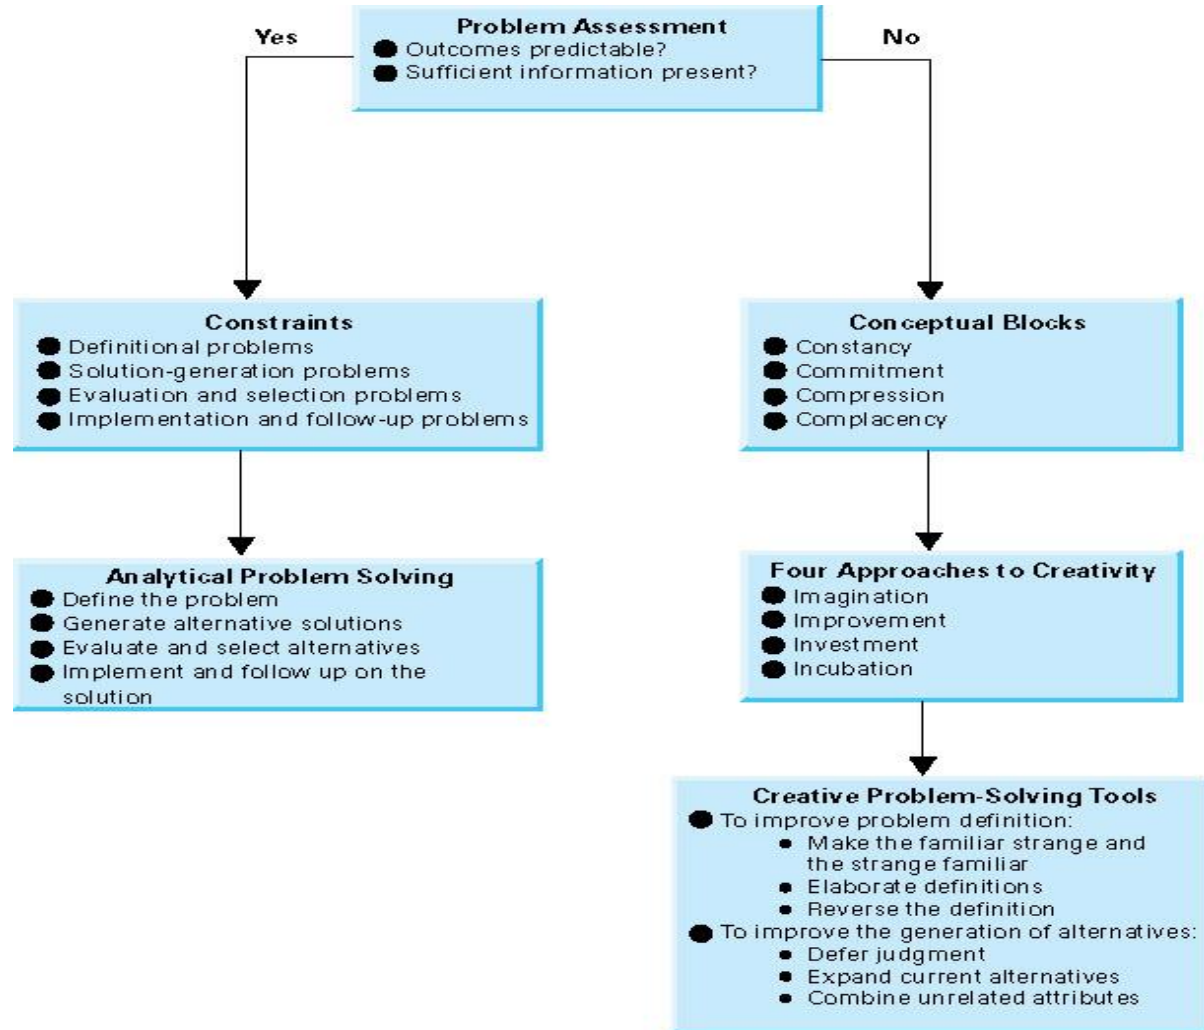 Problem Assessment
Yes
● Outcomes predictable?
No
● Sufficient information present?
Constraints
● Definitional problems
● Solution-generation problems
● Evaluation and selection problems
● Implementation and follow-up problems
Conceptual Blocks
● Constancy
● Commitment
● Compression
● Complacency
Analytical Problem Solving
● Define the problem
● Generate alternative solutions
● Evaluate and select alternatives
● Implement and follow up on the
solution
Four Approaches to Creativity
● Imagination
● Improvement
● Investment
● Incubation
Creative Problem-Solving Tools
● To improve problem definition:
● Make the familiar strange and
the strange familiar
● Elaborate definitions
● Reverse the definition
● To improve the generation of alternatives:
● Defer judgment
● Expand current alternatives
● Combine unrelated attributes